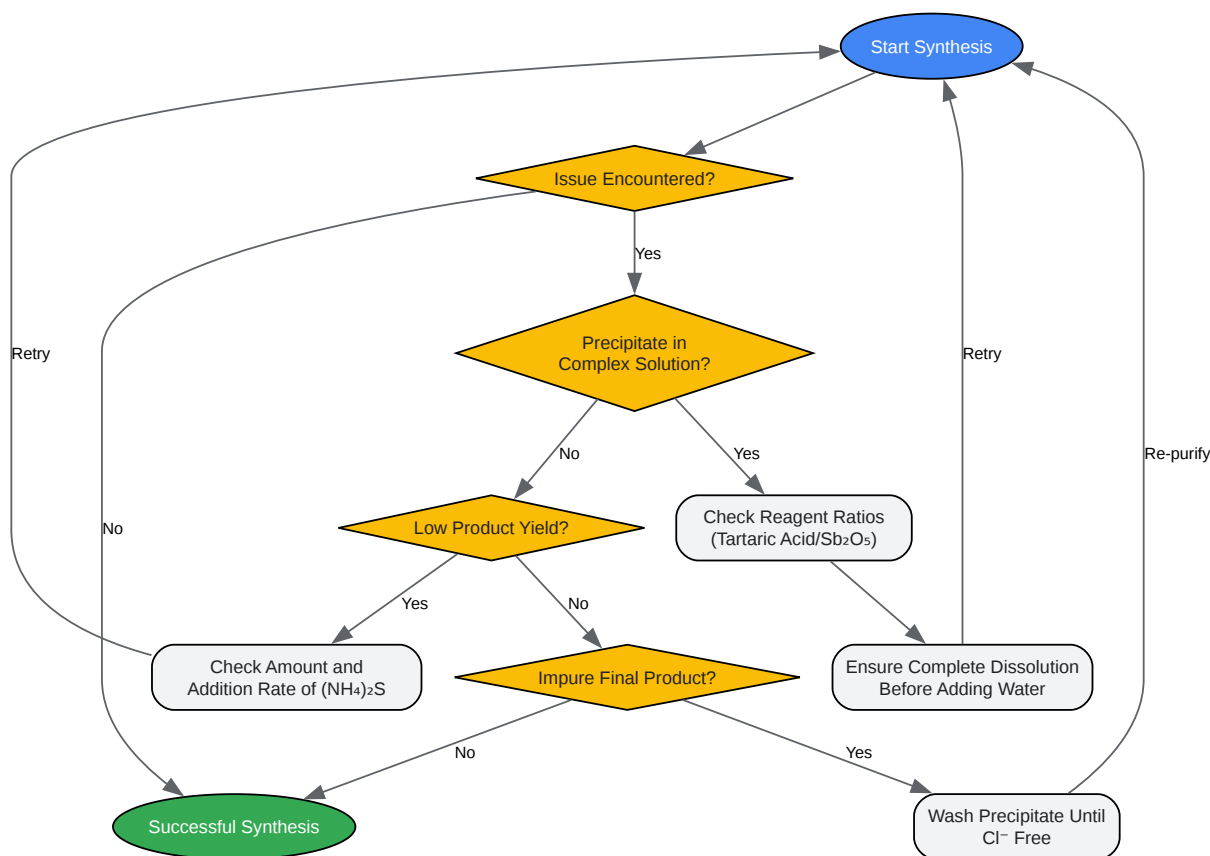 Start Synthesis
Issue Encountered?
Yes
Precipitate in
Complex Solution?
Retry
Retry
No
Yes
Re-purify
Low Product Yield?
Check Reagent Ratios
(Tartaric Acid/Sb₂O₅)
No
Yes
No
Check Amount and
Addition Rate of (NH₄)₂S
Impure Final Product?
Ensure Complete Dissolution
Before Adding Water
No
Yes
Successful Synthesis
Wash Precipitate Until
Cl⁻ Free